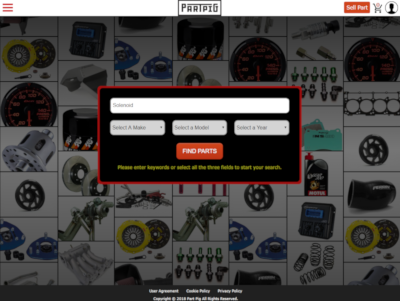 PARTPIG
Sell Part
Solenoid
Select A Make
Select a Model
Select a Year
FIND PARTS
Please enter keywords or select all the three fields to start your search.
User Agreement Cookie Policy Privacy Policy
Copyright © 2018 Part Pig All Rights Reserved.